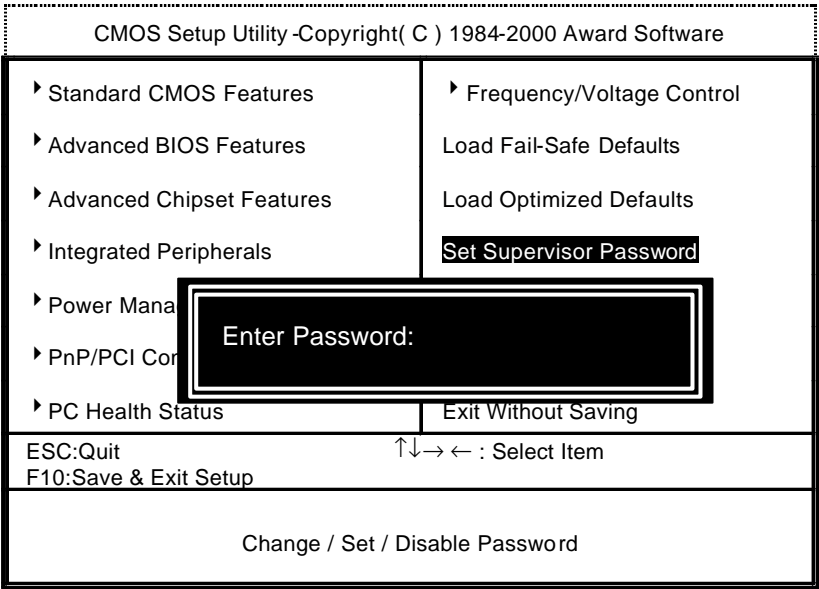 CMOS Setup Utility -Copyright( C ) 1984-2000 Award Software
Standard CMOS Features
Advanced BIOS Features
Advanced Chipset Features
Integrated Peripherals
Power Mana
PnP/PCI Con
PC Health Status
Frequency/Voltage Control
Load Fail-Safe Defaults
Load Optimized Defaults
Set Supervisor Password
Exit Without Saving
Enter Password:
ESC:Quit ↑↓→ ← : Select Item
F10:Save & Exit Setup
Change / Set / Disable Password